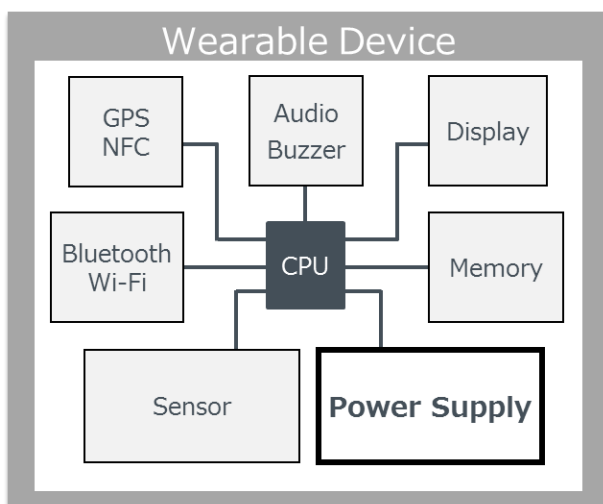 Wearable Device
GPS
NFC
Audio
Buzzer
Display
Bluetooth
Wi-Fi
CPU
Memory
Sensor
Power Supply